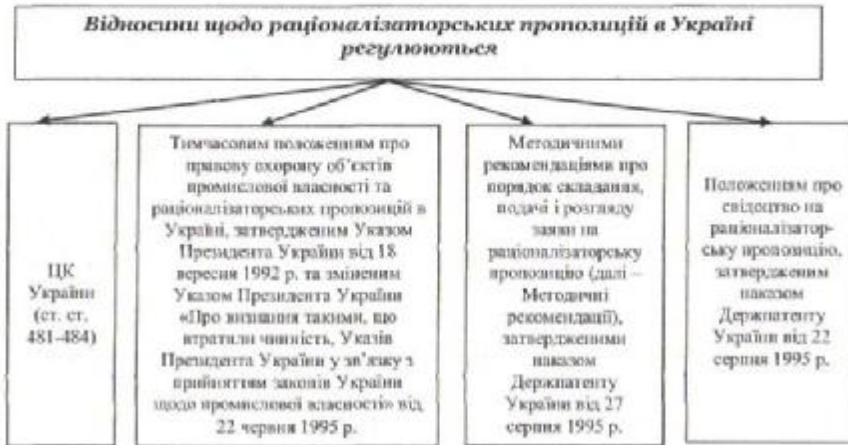 Відносини щодо раціоналізаторських пропозицій в Україні
регулюються
ЦК
України
(ст. ст.
481-484)
Тимчасовим положенням про
правову охорону об’єктів
промислової власності та
раціоналізаторських пропозицій в
Україні, затвердженим Указом
Президента України від 18
вересня 1992 р. та зміненим
Указом Президента України
«Про визнання такими, що
втратили чинність, Указів
Президента України у зв’язку з
прийняттям законів України
щодо промислової власності» від
22 червня 1995 р.
Методичними
рекомендаціями про
порядок складання,
подачі і розгляду
заявки на
раціоналізаторську
пропозицію (далі –
Методичні
рекомендації),
затвердженими
наказом
Держпатенту
України від 27
серпня 1995 р.
Положенням про
свідоцтво на
раціоналізатор-
ську пропозицію,
затвердженим
наказом
Держпатенту
України від 22
серпня 1995 р.